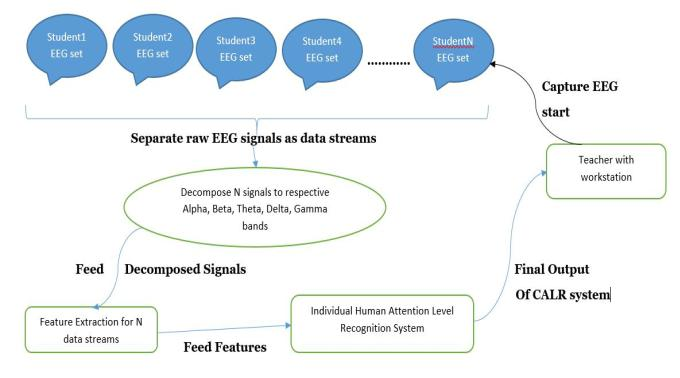 Student1
EEG set
Student2
EEG set
Student3
EEG set
Student4
EEG set
............
StudentN
EEG set
Capture EEG
start
Separate raw EEG signals as data streams
Teacher with
workstation
Decompose N signals to respective
Alpha, Beta, Theta, Delta, Gamma
bands
Feed Decomposed Signals
Final Output
Of CALR system
Feature Extraction for N
data streams
Individual Human Attention Level
Recognition System
Feed Features